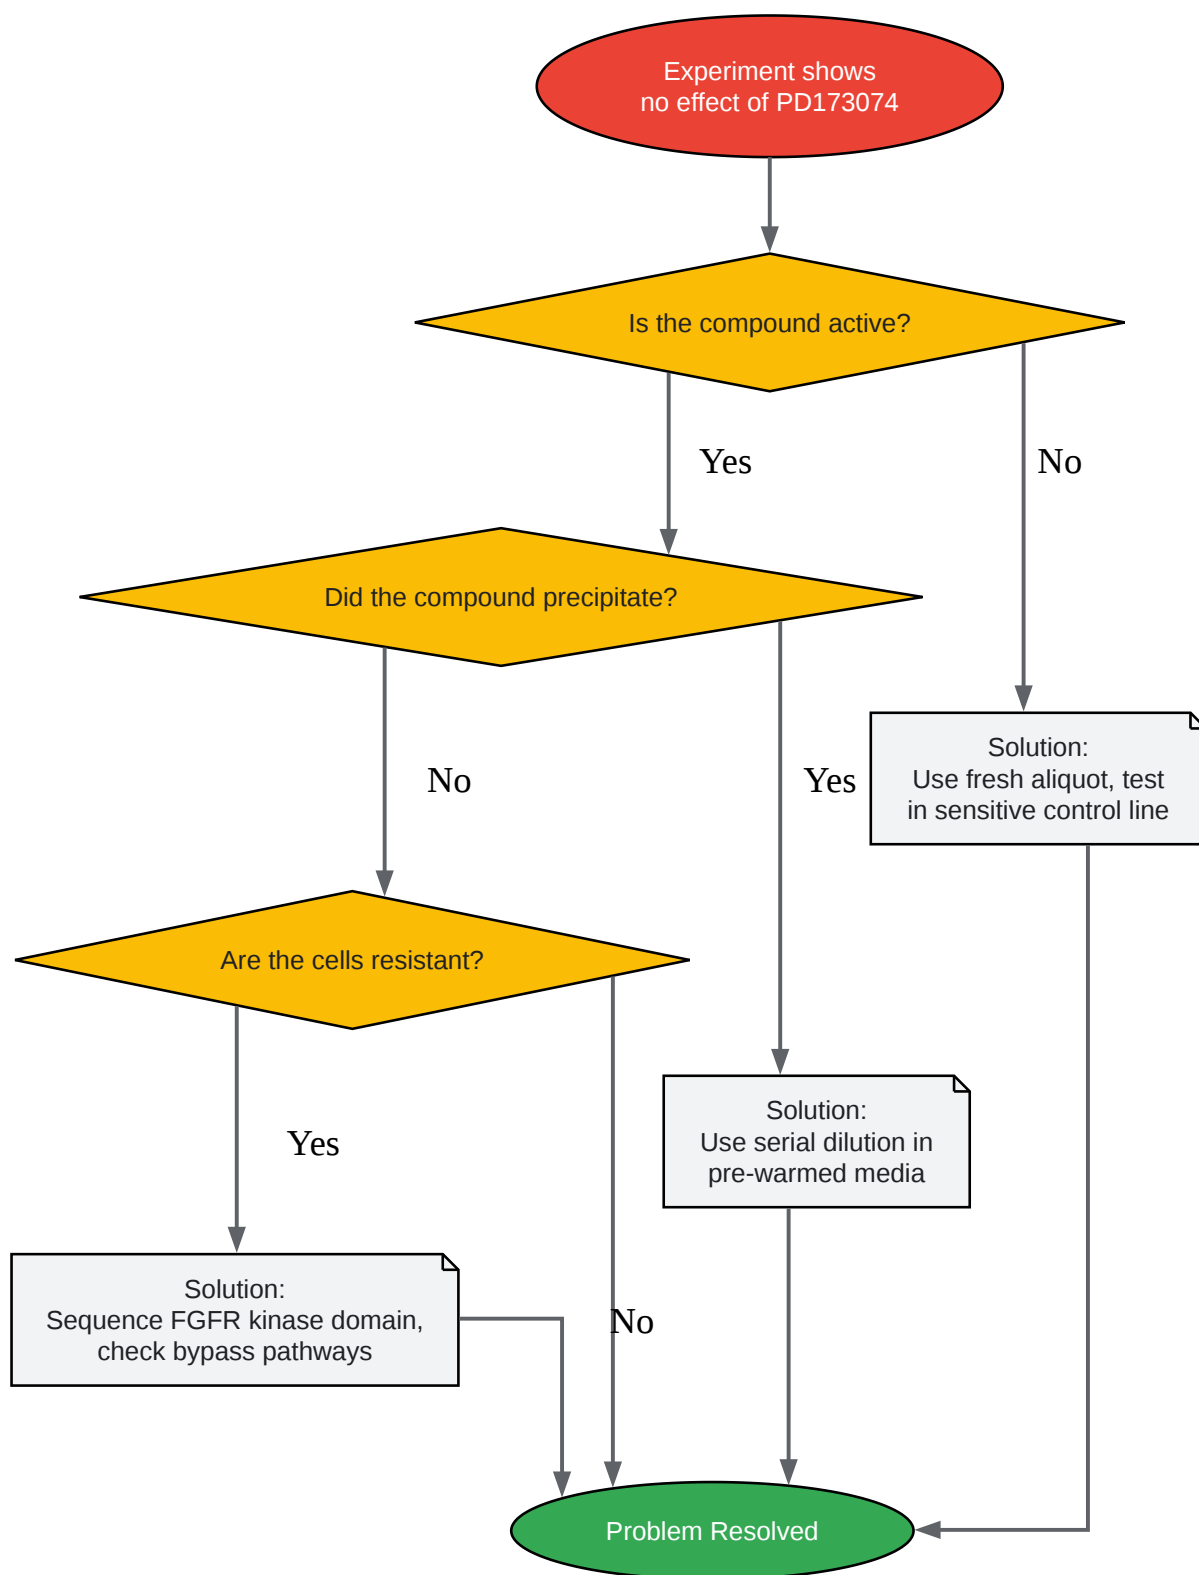 Experiment shows
no effect of PD173074
Is the compound active?
Yes
No
Did the compound precipitate?
Solution:
Use fresh aliquot, test
in sensitive control line
No
Yes
Are the cells resistant?
Solution:
Use serial dilution in
pre-warmed media
Yes
Solution:
Sequence FGFR kinase domain,
check bypass pathways
No
Problem Resolved